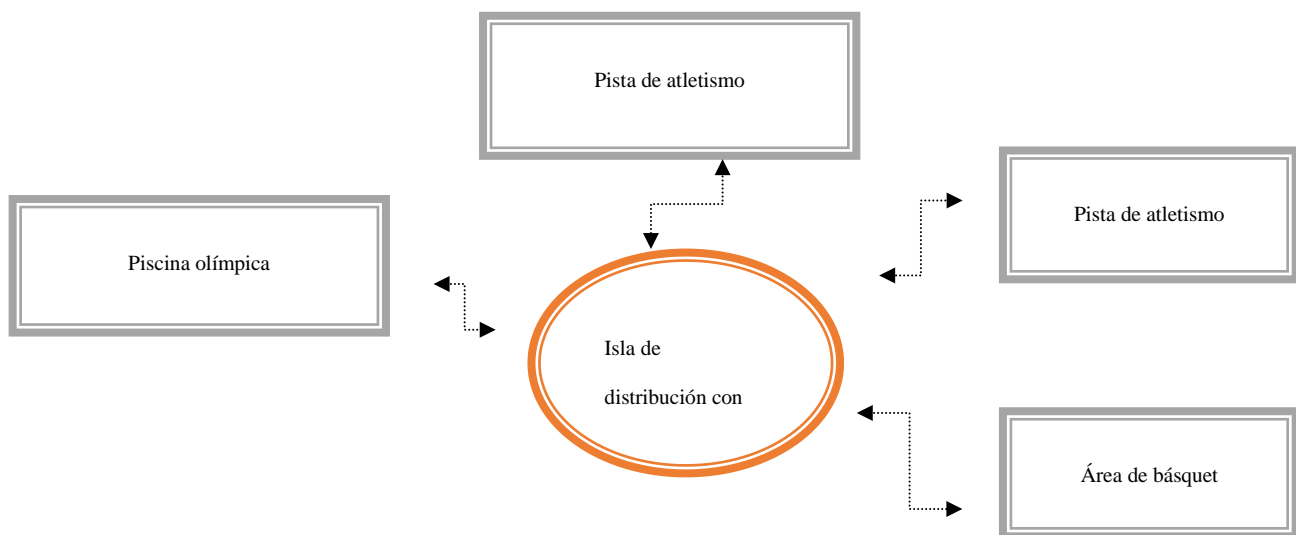 Pista de atletismo
Pista de atletismo
Piscina olímpica
Isla de
distribución con
Área de básquet